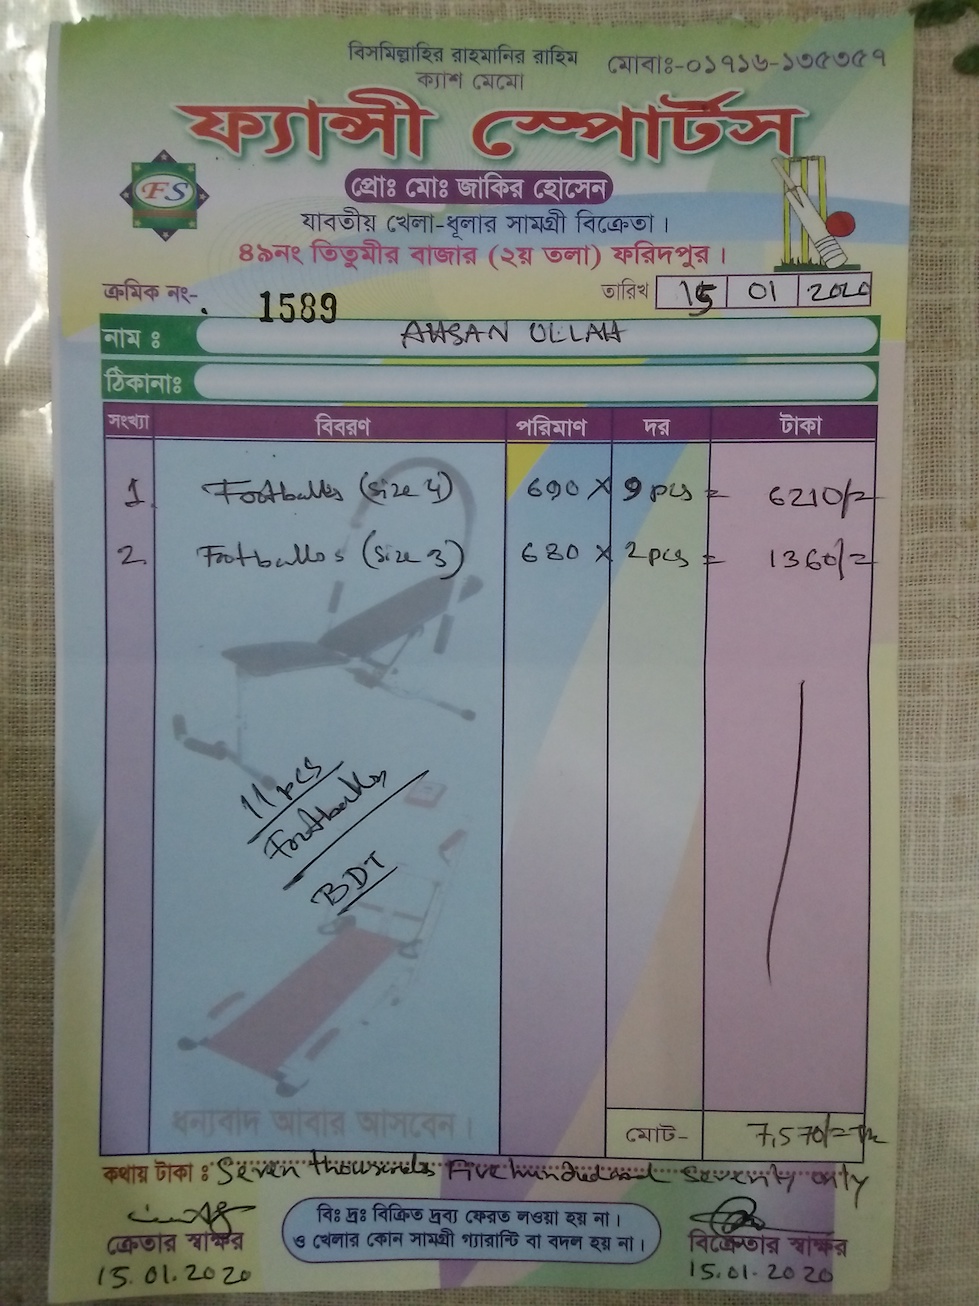 বিসমিল্লাহির রাহমানির রাহিম
মোবাঃ-০১৭১৬-১৩৫৩৫৭
ক্যাশ মেমো
ফ্যান্সী স্পোর্টস
FS
প্রোঃ মোঃ জাকির হোসেন
যাবতীয় খেলা-ধূলার সামগ্রী বিক্রেতা।
৪৯নং তিতুমীর বাজার (২য় তলা) ফরিদপুর।
ক্রমিক নং- 1589
তারিখ 15 01 2020
নাম : AHSAN ULLAH
ঠিকানাঃ
সংখ্যা বিবরণ পরিমাণ দর টাকা
1. Footballs (Size 4) 690 X 9 pcs = 6210/=
2. Footballs (Size 3) 680 X 2 pcs = 1360/=
11 pcs
Footballs
BDT
ধন্যবাদ আবার আসবেন।
মোট- 7,570/=
কথায় টাকা : Seven thousands Five hundred and Seventy only
বিঃ দ্রঃ বিক্রিত দ্রব্য ফেরত নেওয়া হয় না।
ও খেলার কোন সামগ্রী গ্যারান্টি বা বদল হয় না।
ক্রেতার স্বাক্ষর
বিক্রেতার স্বাক্ষর
15.01.2020
15.01.2020